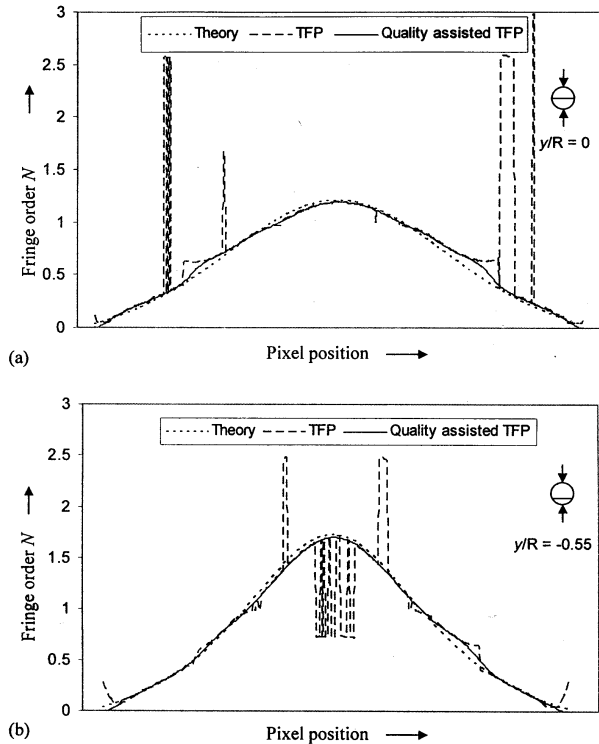 3
Theory TFP Quality assisted TFP
2.5
2
y/R = 0
1.5
1
0.5
0
Fringe order N
(a)
Pixel position
3
Theory TFP Quality assisted TFP
2.5
2
y/R = -0.55
1.5
1
0.5
0
Fringe order N
(b)
Pixel position